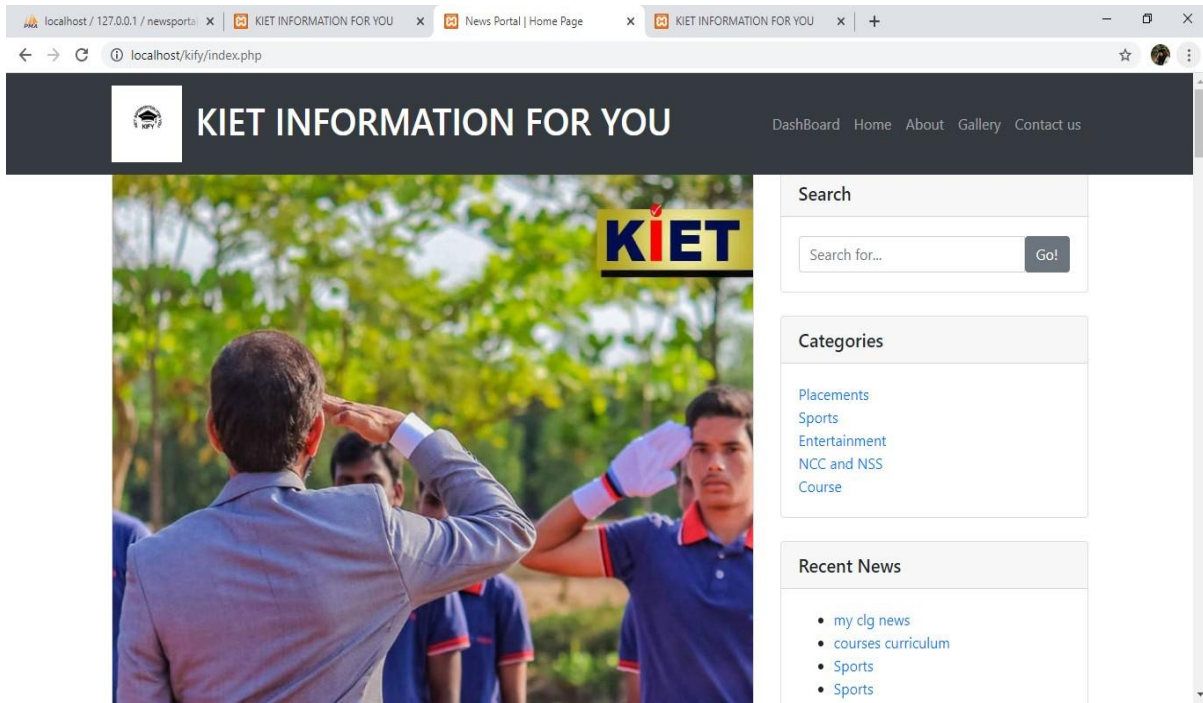 localhost / 127.0.0.1 / newsporta
KIET INFORMATION FOR YOU
News Portal | Home Page
KIET INFORMATION FOR YOU
localhost/kify/index.php
KIFY
KIET INFORMATION FOR YOU
DashBoard Home About Gallery Contact us
KIET
Search
Search for...
Go!
Categories
Placements
Sports
Entertainment
NCC and NSS
Course
Recent News
my clg news
courses curriculum
Sports
Sports